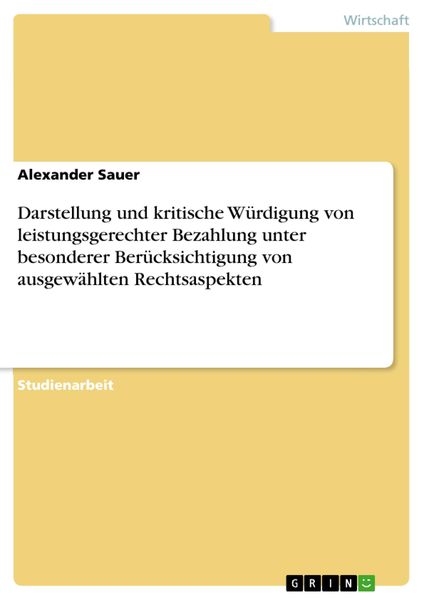 Wirtschaft
Alexander Sauer
Darstellung und kritische Würdigung von
leistungsgerechter Bezahlung unter
besonderer Berücksichtigung von
ausgewählten Rechtsaspekten
Studienarbeit
GRIN